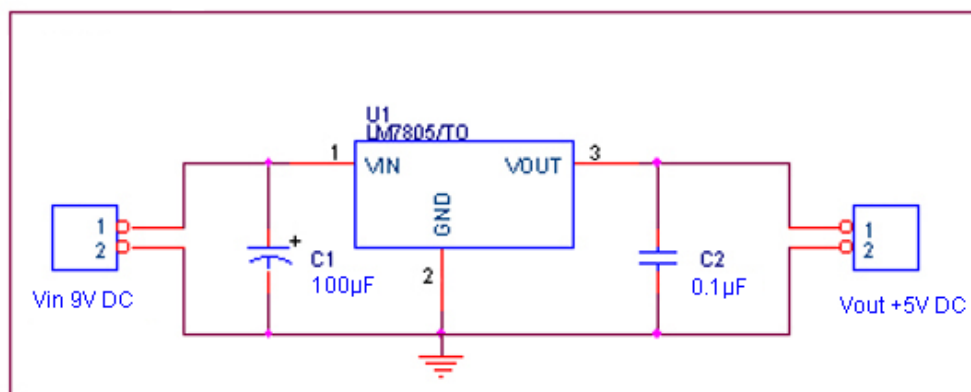 U1
LM7805/TO
1
VIN
VOUT
3
GND
2
1
2
Vin 9V DC
+
C1
100µF
C2
0.1µF
1
2
Vout +5V DC